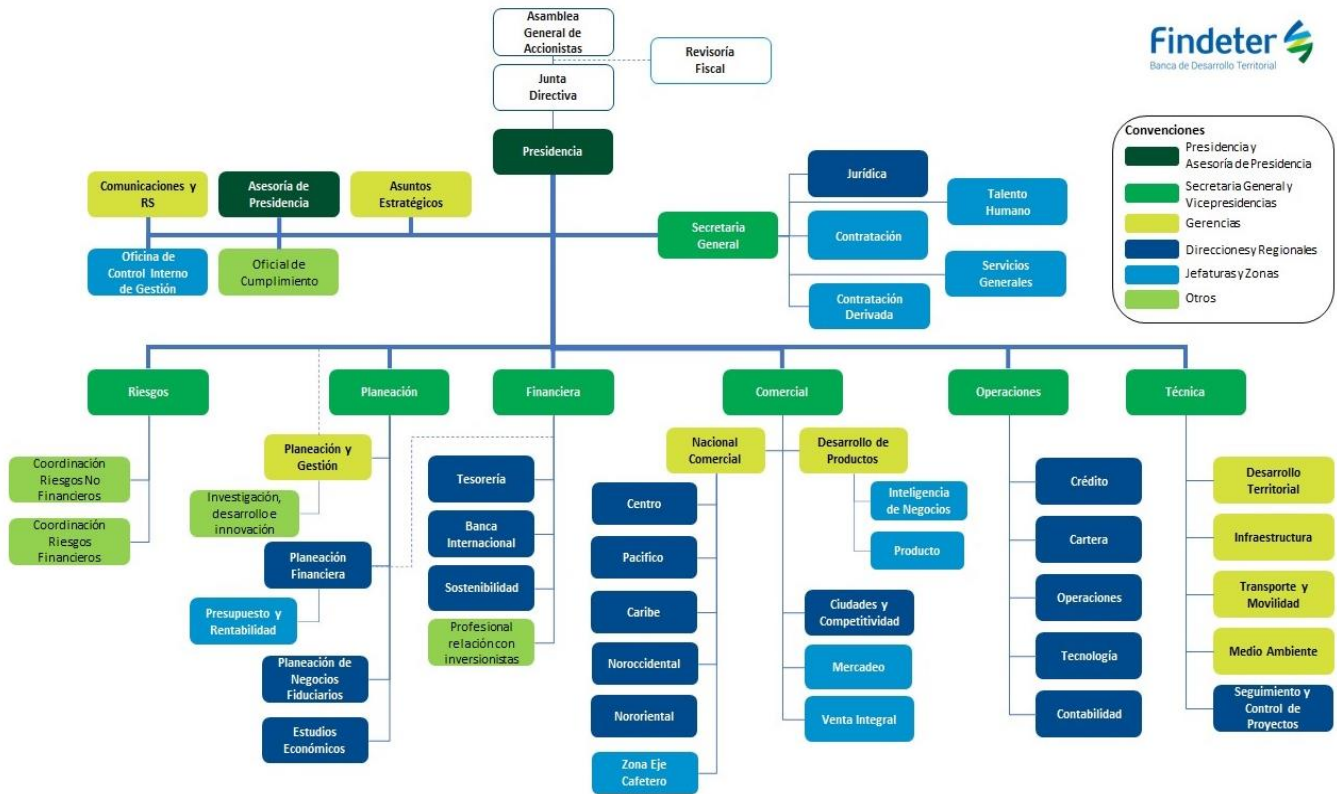 Asamblea
General de
Accionistas
Revisoría
Fiscal
Junta
Directiva
Presidencia
Findeter
Banca de Desarrollo Territorial
Convenciones
Presidencia y
Asesoría de Presidencia
Secretaria General y
Vicepresidencias
Gerencias
Direcciones y Regionales
Jefaturas y Zonas
Otros
Comunicaciones y
RS
Asesoría de
Presidencia
Asuntos
Estratégicos
Oficina de
Control Interno
de Gestión
Oficial de
Cumplimiento
Secretaria
General
Jurídica
Talento
Humano
Contratación
Servicios
Generales
Contratación
Derivada
Riesgos
Planeación
Financiera
Comercial
Operaciones
Técnica
Coordinación
Riesgos No
Financieros
Coordinación
Riesgos
Financieros
Planeación y
Gestión
Investigación,
desarrollo e
innovación
Planeación
Financiera
Presupuesto y
Rentabilidad
Planeación de
Negocios
Fiduciarios
Estudios
Económicos
Tesorería
Banca
Internacional
Sostenibilidad
Profesional
relación con
inversionistas
Nacional
Comercial
Centro
Pacifico
Caribe
Noroccidental
Nororiental
Zona Eje
Cafetero
Desarrollo de
Productos
Inteligencia
de Negocios
Producto
Ciudades y
Competitividad
Mercadeo
Venta Integral
Crédito
Cartera
Operaciones
Tecnología
Contabilidad
Desarrollo
Territorial
Infraestructura
Transporte y
Movilidad
Medio Ambiente
Seguimiento y
Control de
Proyectos